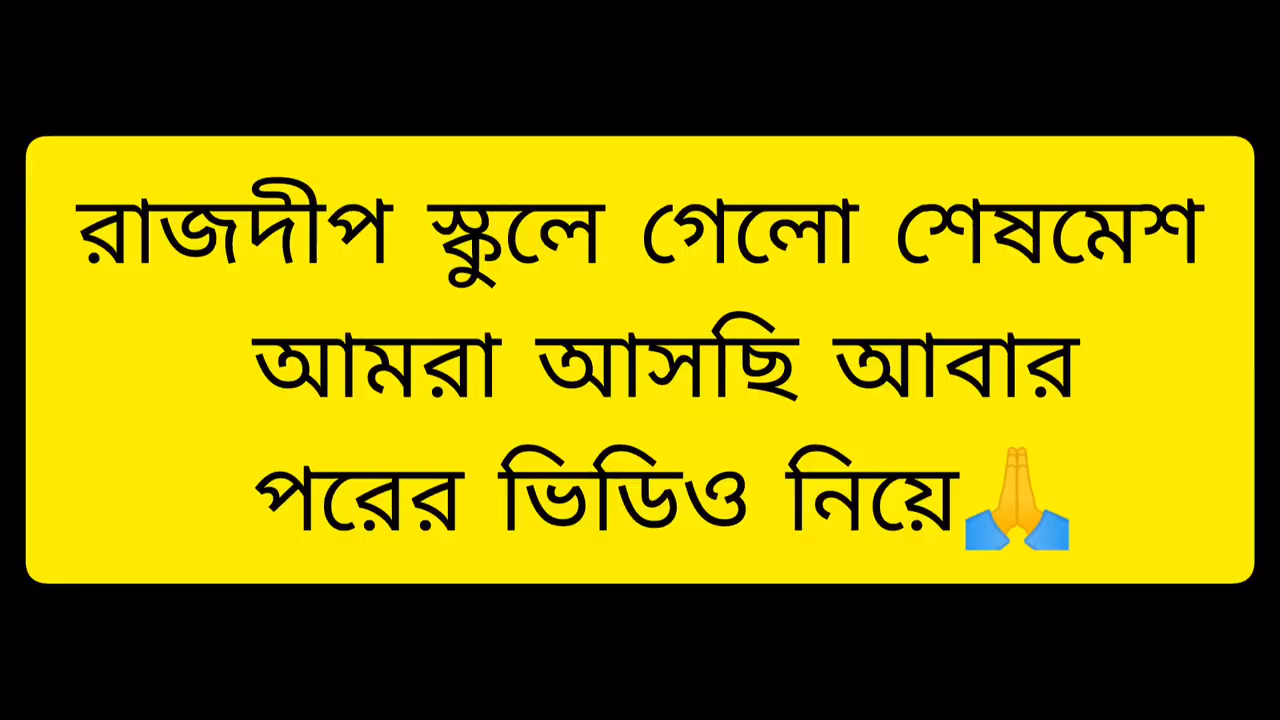 রাজদীপ স্কুলে গেলো শেষমেশ
আমরা আসছি আবার
পরের ভিডিও নিয়ে🙏